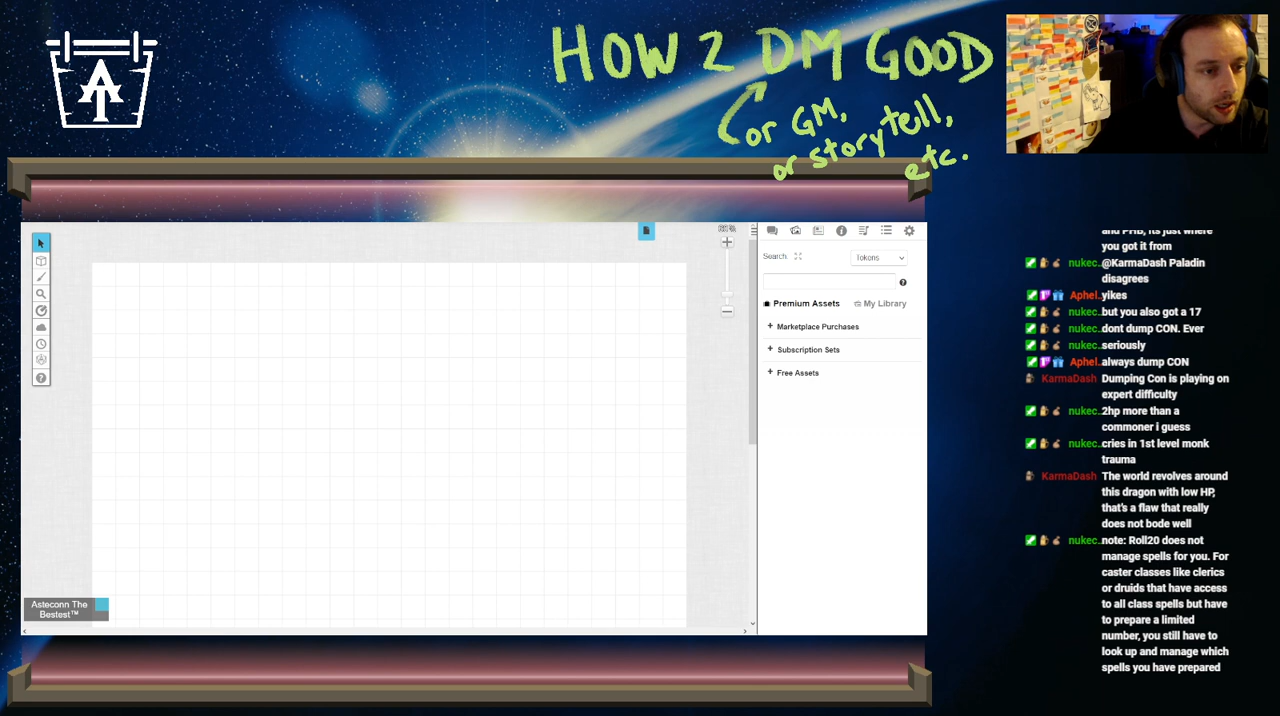 HOW 2 DM GOOD
or GM,
or storytell,
etc.
Search:
Tokens
Premium Assets
My Library
+ Marketplace Purchases
+ Subscription Sets
+ Free Assets
Asteconn The
Bestest™
and PHB, its just where
you got it from
nukec.. @KarmaDash Paladin
disagrees
Aphel.. yikes
nukec.. but you also got a 17
nukec.. dont dump CON. Ever
nukec.. seriously
Aphel.. always dump CON
KarmaDash Dumping Con is playing on
expert difficulty
nukec.. 2hp more than a
commoner i guess
nukec.. cries in 1st level monk
trauma
KarmaDash The world revolves around
this dragon with low HP,
that's a flaw that really
does not bode well
nukec.. note: Roll20 does not
manage spells for you. For
caster classes like clerics
or druids that have access
to all class spells but have
to prepare a limited
number, you still have to
look up and manage which
spells you have prepared